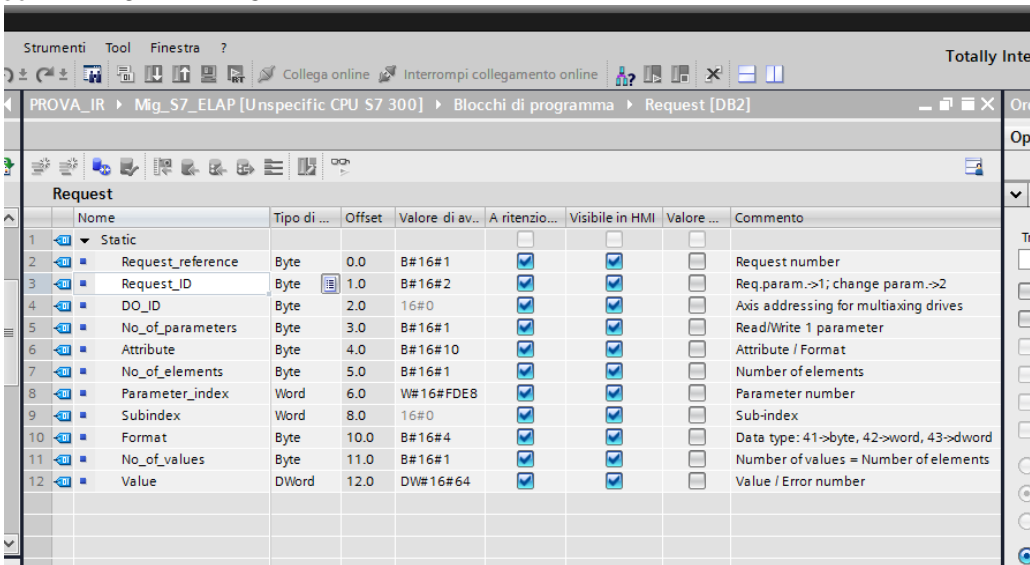 Strumenti Tool Finestra ?
Totally Inte
Collega online Interrompi collegamento online
PROVA_IR Mig_S7_ELAP [Unspecific CPU S7 300] Blocchi di programma Request [DB2]
Op
Request
Nome Tipo di ... Offset Valore di av.. A ritenzio... Visibile in HMI Valore ... Commento
1 Static
2 Request_reference Byte 0.0 B#16#1 Request number
3 Request_ID Byte 1.0 B#16#2 Req.param.->1; change param.->2
4 DO_ID Byte 2.0 16#0 Axis addressing for multiaxing drives
5 No_of_parameters Byte 3.0 B#16#1 Read/Write 1 parameter
6 Attribute Byte 4.0 B#16#10 Attribute / Format
7 No_of_elements Byte 5.0 B#16#1 Number of elements
8 Parameter_index Word 6.0 W#16#FDE8 Parameter number
9 Subindex Word 8.0 16#0 Sub-index
10 Format Byte 10.0 B#16#4 Data type: 41->byte, 42->word, 43->dword
11 No_of_values Byte 11.0 B#16#1 Number of values = Number of elements
12 Value DWord 12.0 DW#16#64 Value / Error number